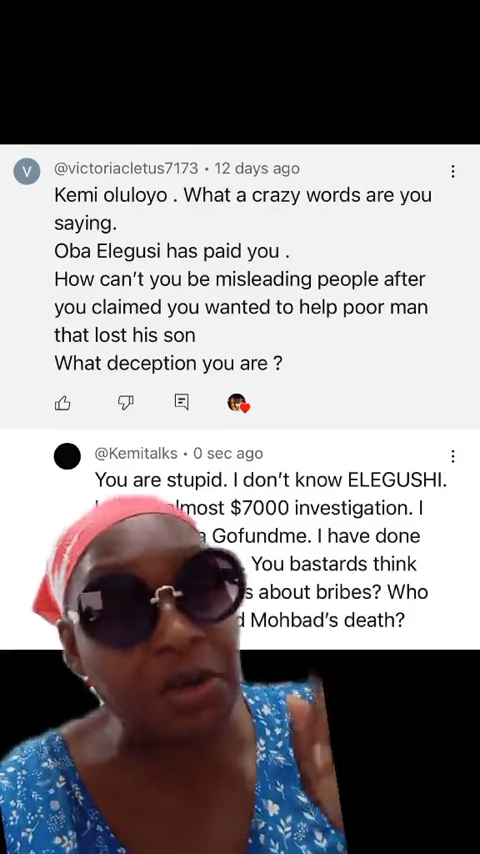 V
@victoriacletus7173 • 12 days ago
Kemi oluloyo . What a crazy words are you
saying.
Oba Elegusi has paid you .
How can't you be misleading people after
you claimed you wanted to help poor man
that lost his son
What deception you are ?
@Kemitalks • 0 sec ago
You are stupid. I don't know ELEGUSHI.
$7000 investigation. I
a Gofundme. I have done
You bastards think
about bribes? Who
Mohbad's death?